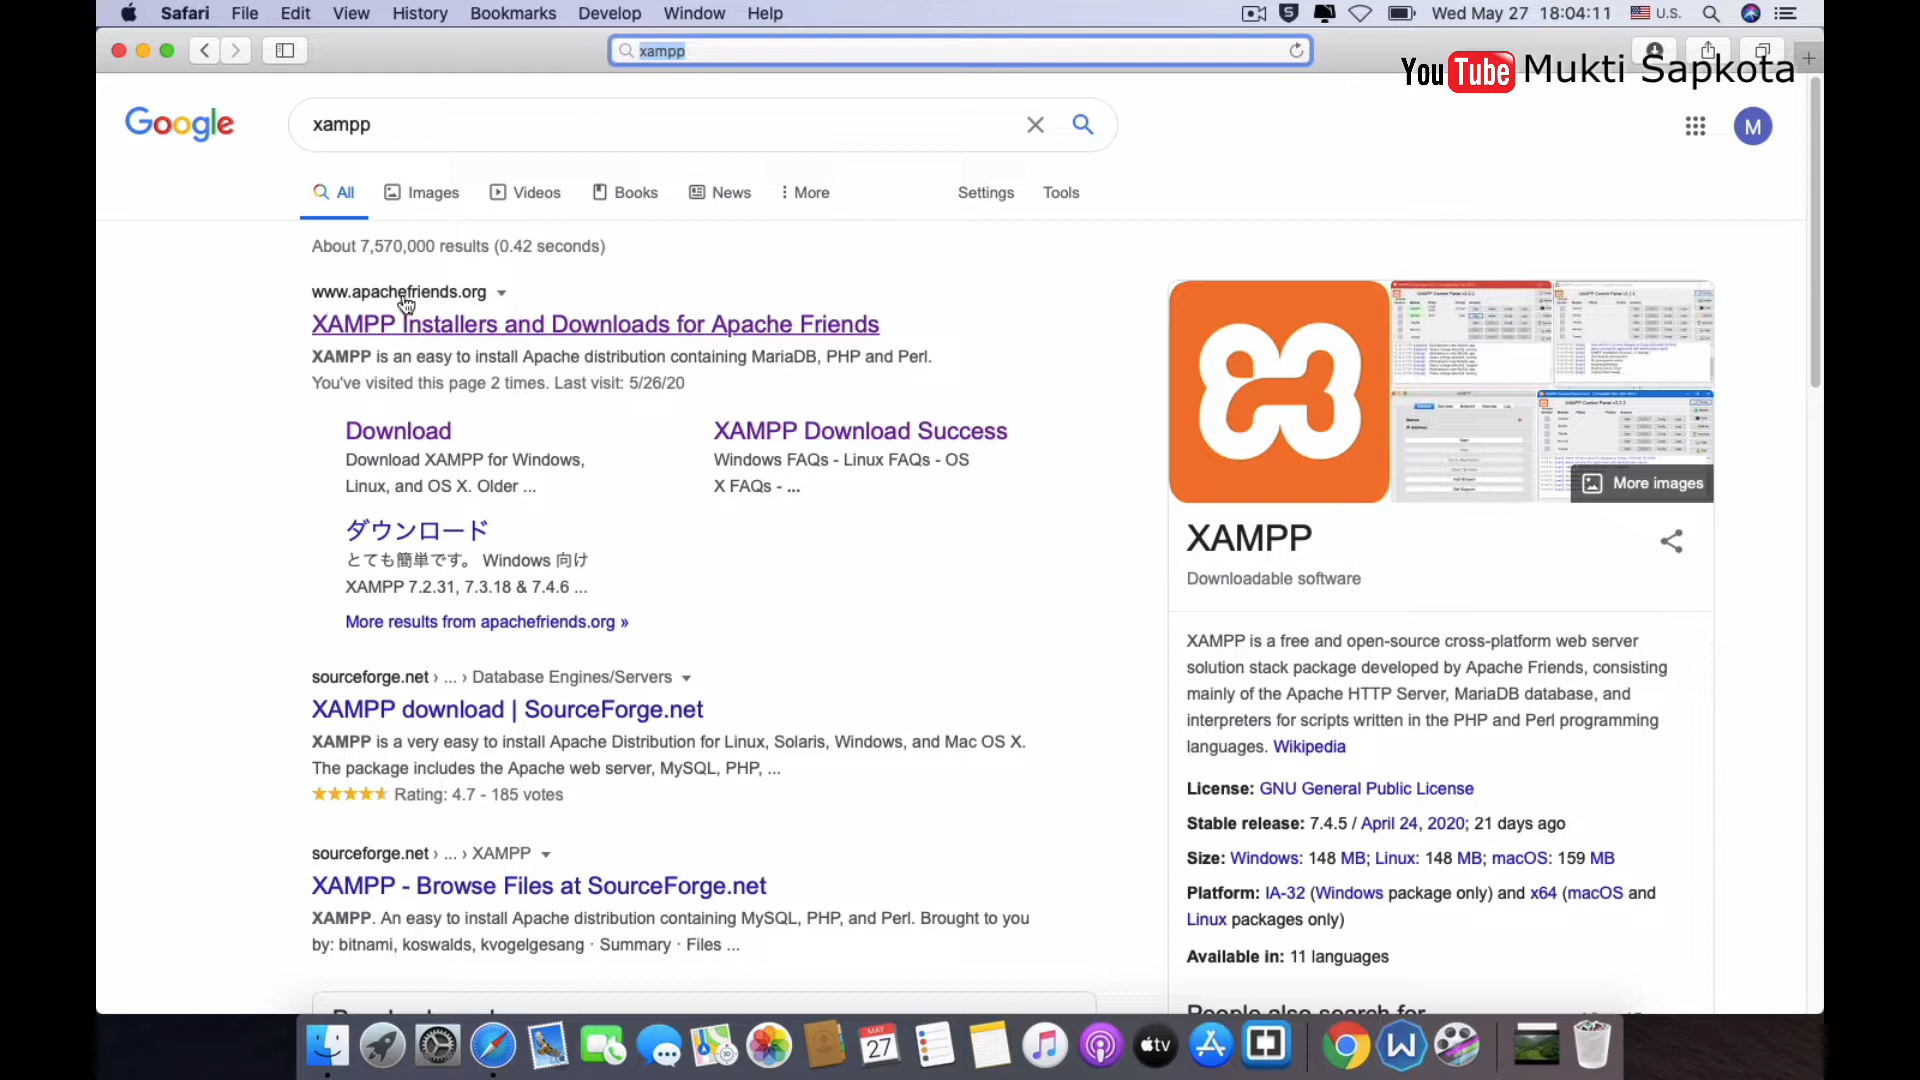 Safari File Edit View History Bookmarks Develop Window Help
Wed May 27 18:04:11 U.S.
xampp
YouTube Mukti Sapkota
Google
xampp
M
All Images Videos Books News More Settings Tools
About 7,570,000 results (0.42 seconds)
www.apachefriends.org
XAMPP Installers and Downloads for Apache Friends
XAMPP is an easy to install Apache distribution containing MariaDB, PHP and Perl.
You've visited this page 2 times. Last visit: 5/26/20
Download
Download XAMPP for Windows,
Linux, and OS X. Older ...
XAMPP Download Success
Windows FAQs - Linux FAQs - OS
X FAQs - ...
ダウンロード
とても簡単です。 Windows 向け
XAMPP 7.2.31, 7.3.18 & 7.4.6 ...
More results from apachefriends.org »
sourceforge.net › ... › Database Engines/Servers
XAMPP download | SourceForge.net
XAMPP is a very easy to install Apache Distribution for Linux, Solaris, Windows, and Mac OS X.
The package includes the Apache web server, MySQL, PHP, ...
Rating: 4.7 - 185 votes
sourceforge.net › ... › XAMPP
XAMPP - Browse Files at SourceForge.net
XAMPP. An easy to install Apache distribution containing MySQL, PHP, and Perl. Brought to you
by: bitnami, koswalds, kvogelgesang · Summary · Files ...
More images
XAMPP
Downloadable software
XAMPP is a free and open-source cross-platform web server
solution stack package developed by Apache Friends, consisting
mainly of the Apache HTTP Server, MariaDB database, and
interpreters for scripts written in the PHP and Perl programming
languages. Wikipedia
License: GNU General Public License
Stable release: 7.4.5 / April 24, 2020; 21 days ago
Size: Windows: 148 MB; Linux: 148 MB; macOS: 159 MB
Platform: IA-32 (Windows package only) and x64 (macOS and
Linux packages only)
Available in: 11 languages
People also search for
MAY
27
tv